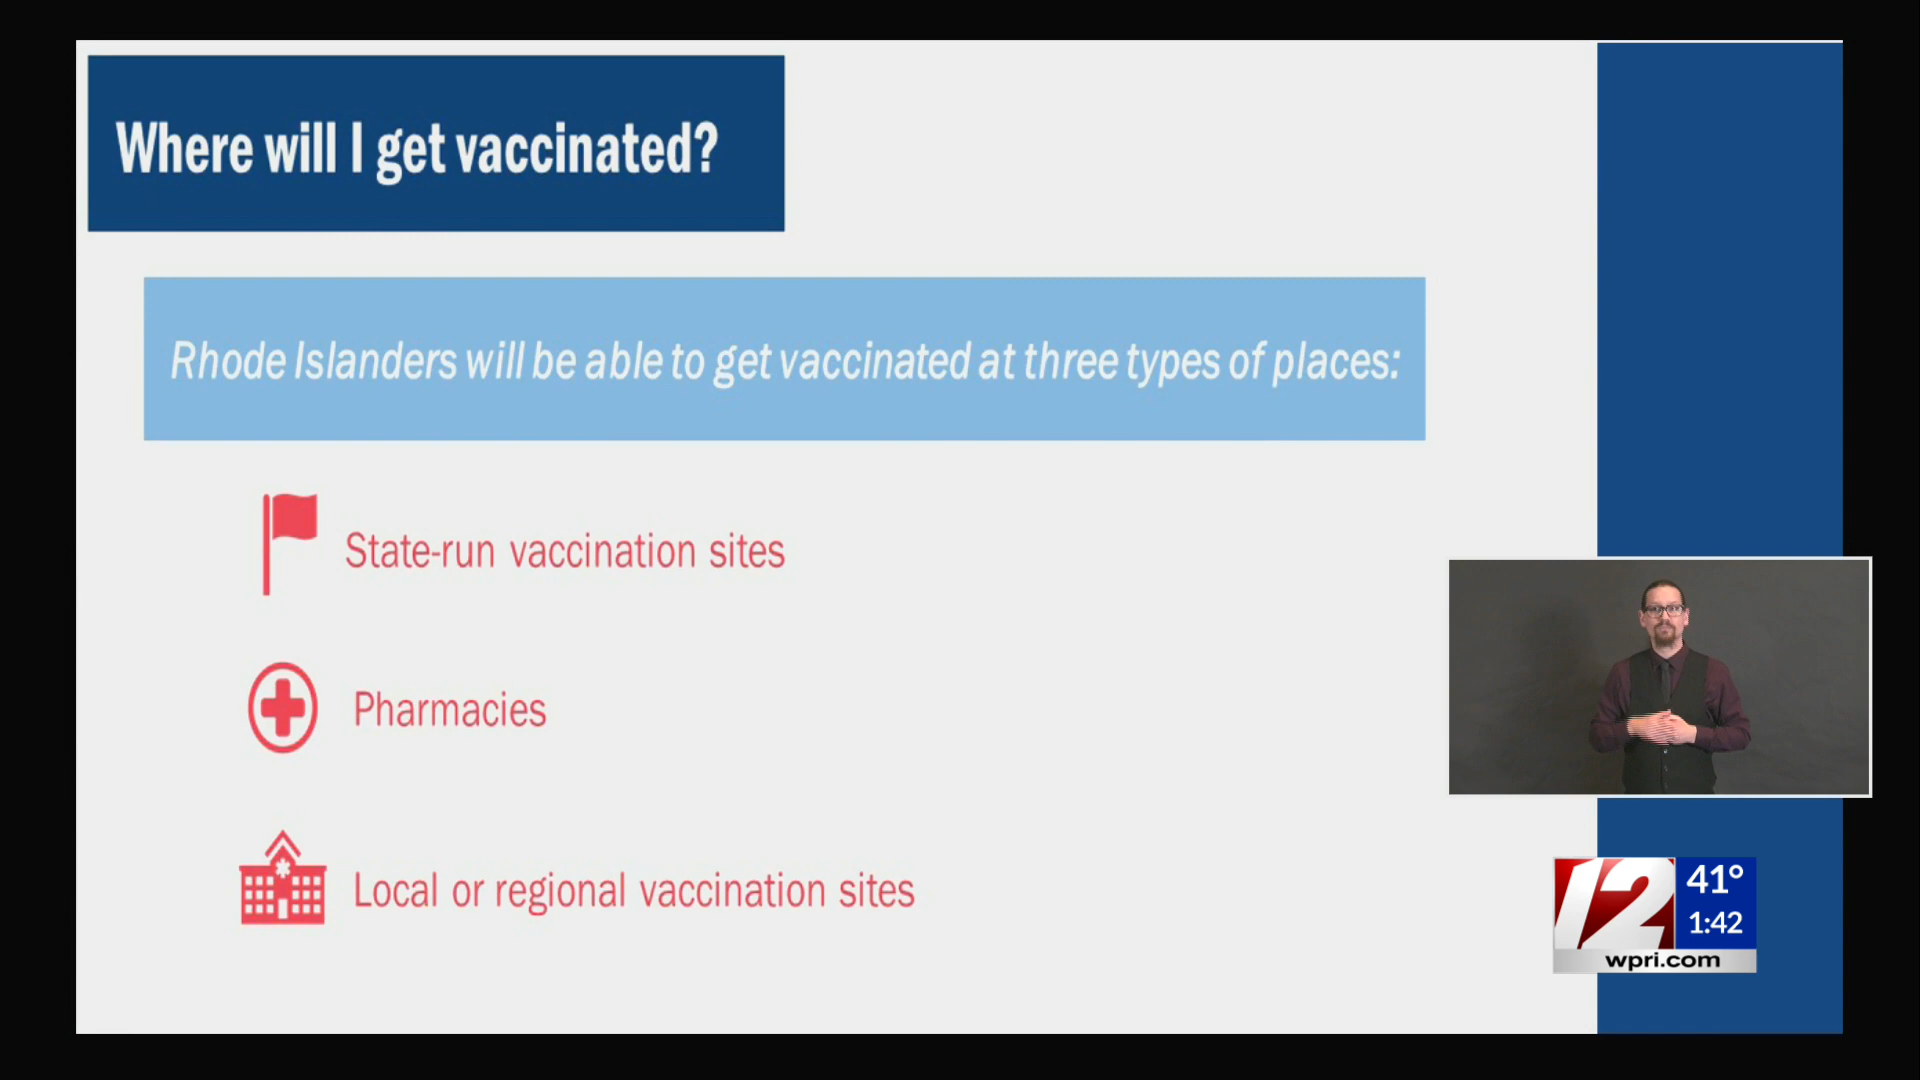 Where will I get vaccinated?
Rhode Islanders will be able to get vaccinated at three types of places:
State-run vaccination sites
Pharmacies
Local or regional vaccination sites
12
41°
1:42
wpri.com